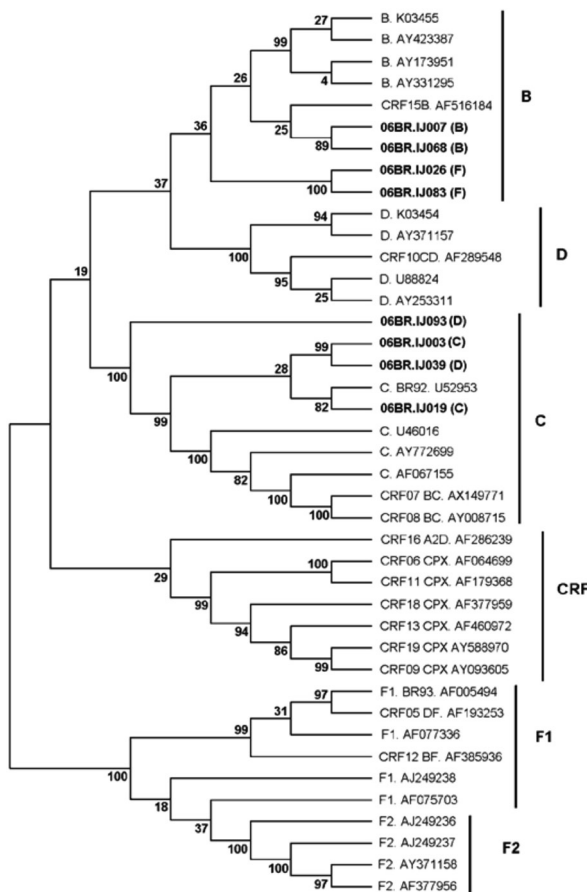 27
B. K03455
B. AY423387
99
B. AY173951
4
B. AY331295
26
CRF15B. AF516184
B
25
06BR.IJ007 (B)
89
06BR.IJ068 (B)
36
06BR.IJ026 (F)
100
06BR.IJ083 (F)
37
94
D. K03454
D. AY371157
100
CRF10CD. AF289548
D
95
D. U88824
25
D. AY253311
19
06BR.IJ093 (D)
100
99
06BR.IJ003 (C)
28
06BR.IJ039 (D)
C. BR92. U52953
99
82
06BR.IJ019 (C)
C
C. U46016
100
C. AY772699
82
C. AF067155
100
CRF07 BC. AX149771
100
CRF08 BC. AY008715
CRF16 A2D. AF286239
29
100
CRF06 CPX. AF064699
CRF11 CPX. AF179368
CRF
99
CRF18 CPX. AF377959
94
CRF13 CPX. AF460972
86
CRF19 CPX AY588970
99
CRF09 CPX AY093605
97
F1. BR93. AF005494
31
CRF05 DF. AF193253
99
F1. AF077336
F1
CRF12 BF. AF385936
100
F1. AJ249238
18
F1. AF075703
37
F2. AJ249236
100
F2. AJ249237
F2
100
F2. AY371158
97
F2. AF377956